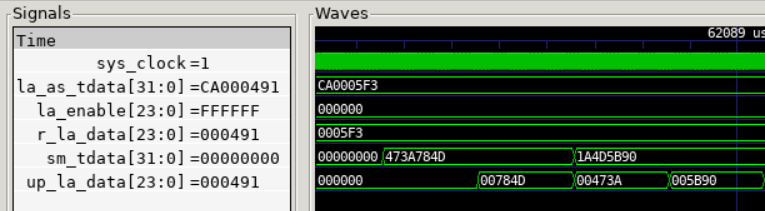 Signals
Waves
Time
62089 us
sys_clock=1
la_as_tdata[31:0]=CA000491
CA0005F3
la_enable[23:0]=FFFFFF
000000
r_la_data[23:0]=000491
0005F3
sm_tdata[31:0]=00000000
00000000 473A784D 1A4D5B90
up_la_data[23:0]=000491
000000 00784D 00473A 005B90